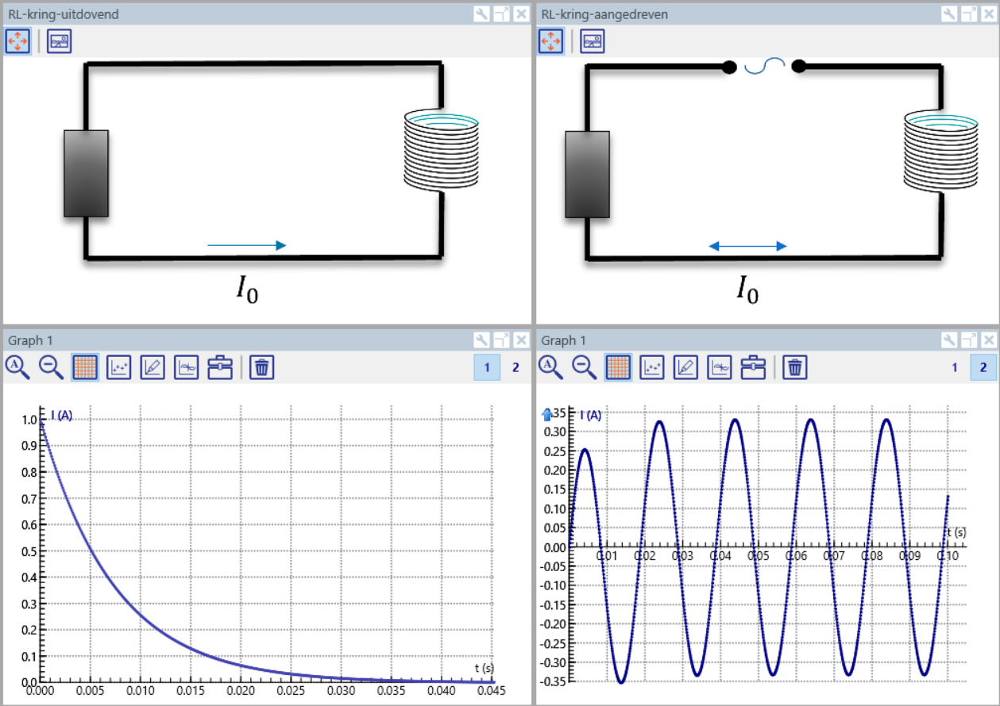 RL-kring-uitdovend
RL-kring-aangedreven
I0
I0
Graph 1
1 2
Graph 1
1 2
I (A)
1.0
0.9
0.8
0.7
0.6
0.5
0.4
0.3
0.2
0.1
0.0
t (s)
0.000 0.005 0.010 0.015 0.020 0.025 0.030 0.035 0.040 0.045
I (A)
0.35
0.30
0.25
0.20
0.15
0.10
0.05
0.00
-0.05
-0.10
-0.15
-0.20
-0.25
-0.30
-0.35
t (s)
0.01 0.02 0.03 0.04 0.05 0.06 0.07 0.08 0.09 0.10